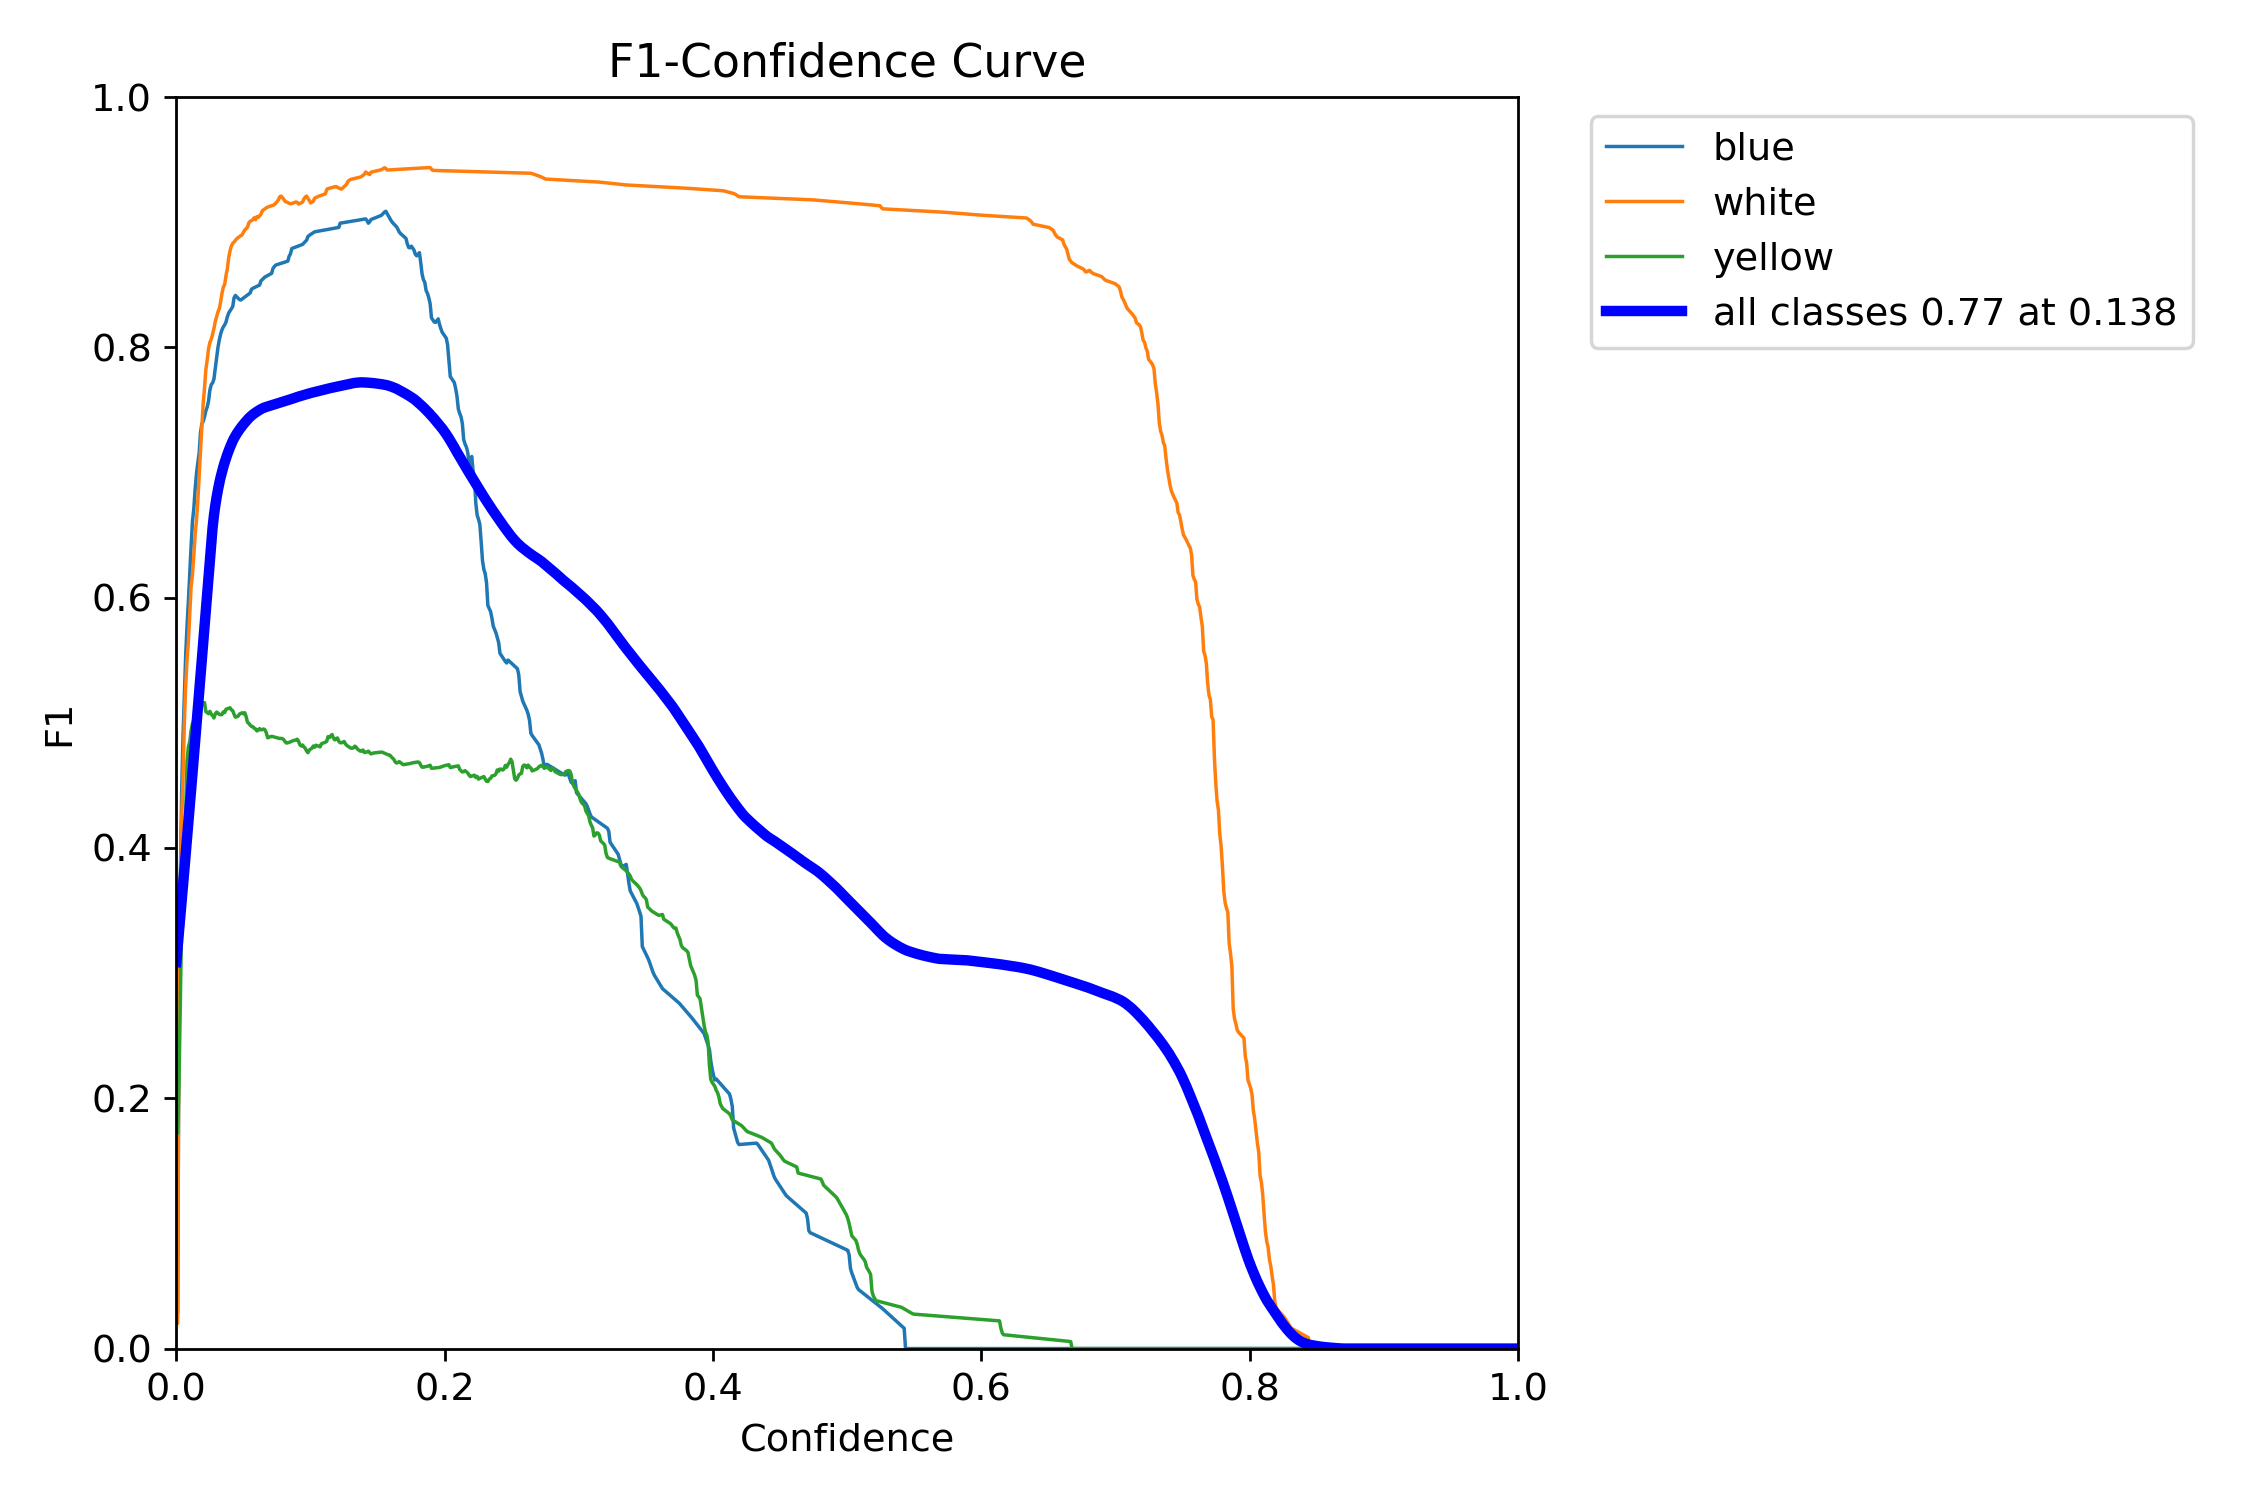 F1-Confidence Curve
1.0
0.8
0.6
0.4
0.2
0.0
F1
0.0 0.2 0.4 0.6 0.8 1.0
Confidence
blue
white
yellow
all classes 0.77 at 0.138